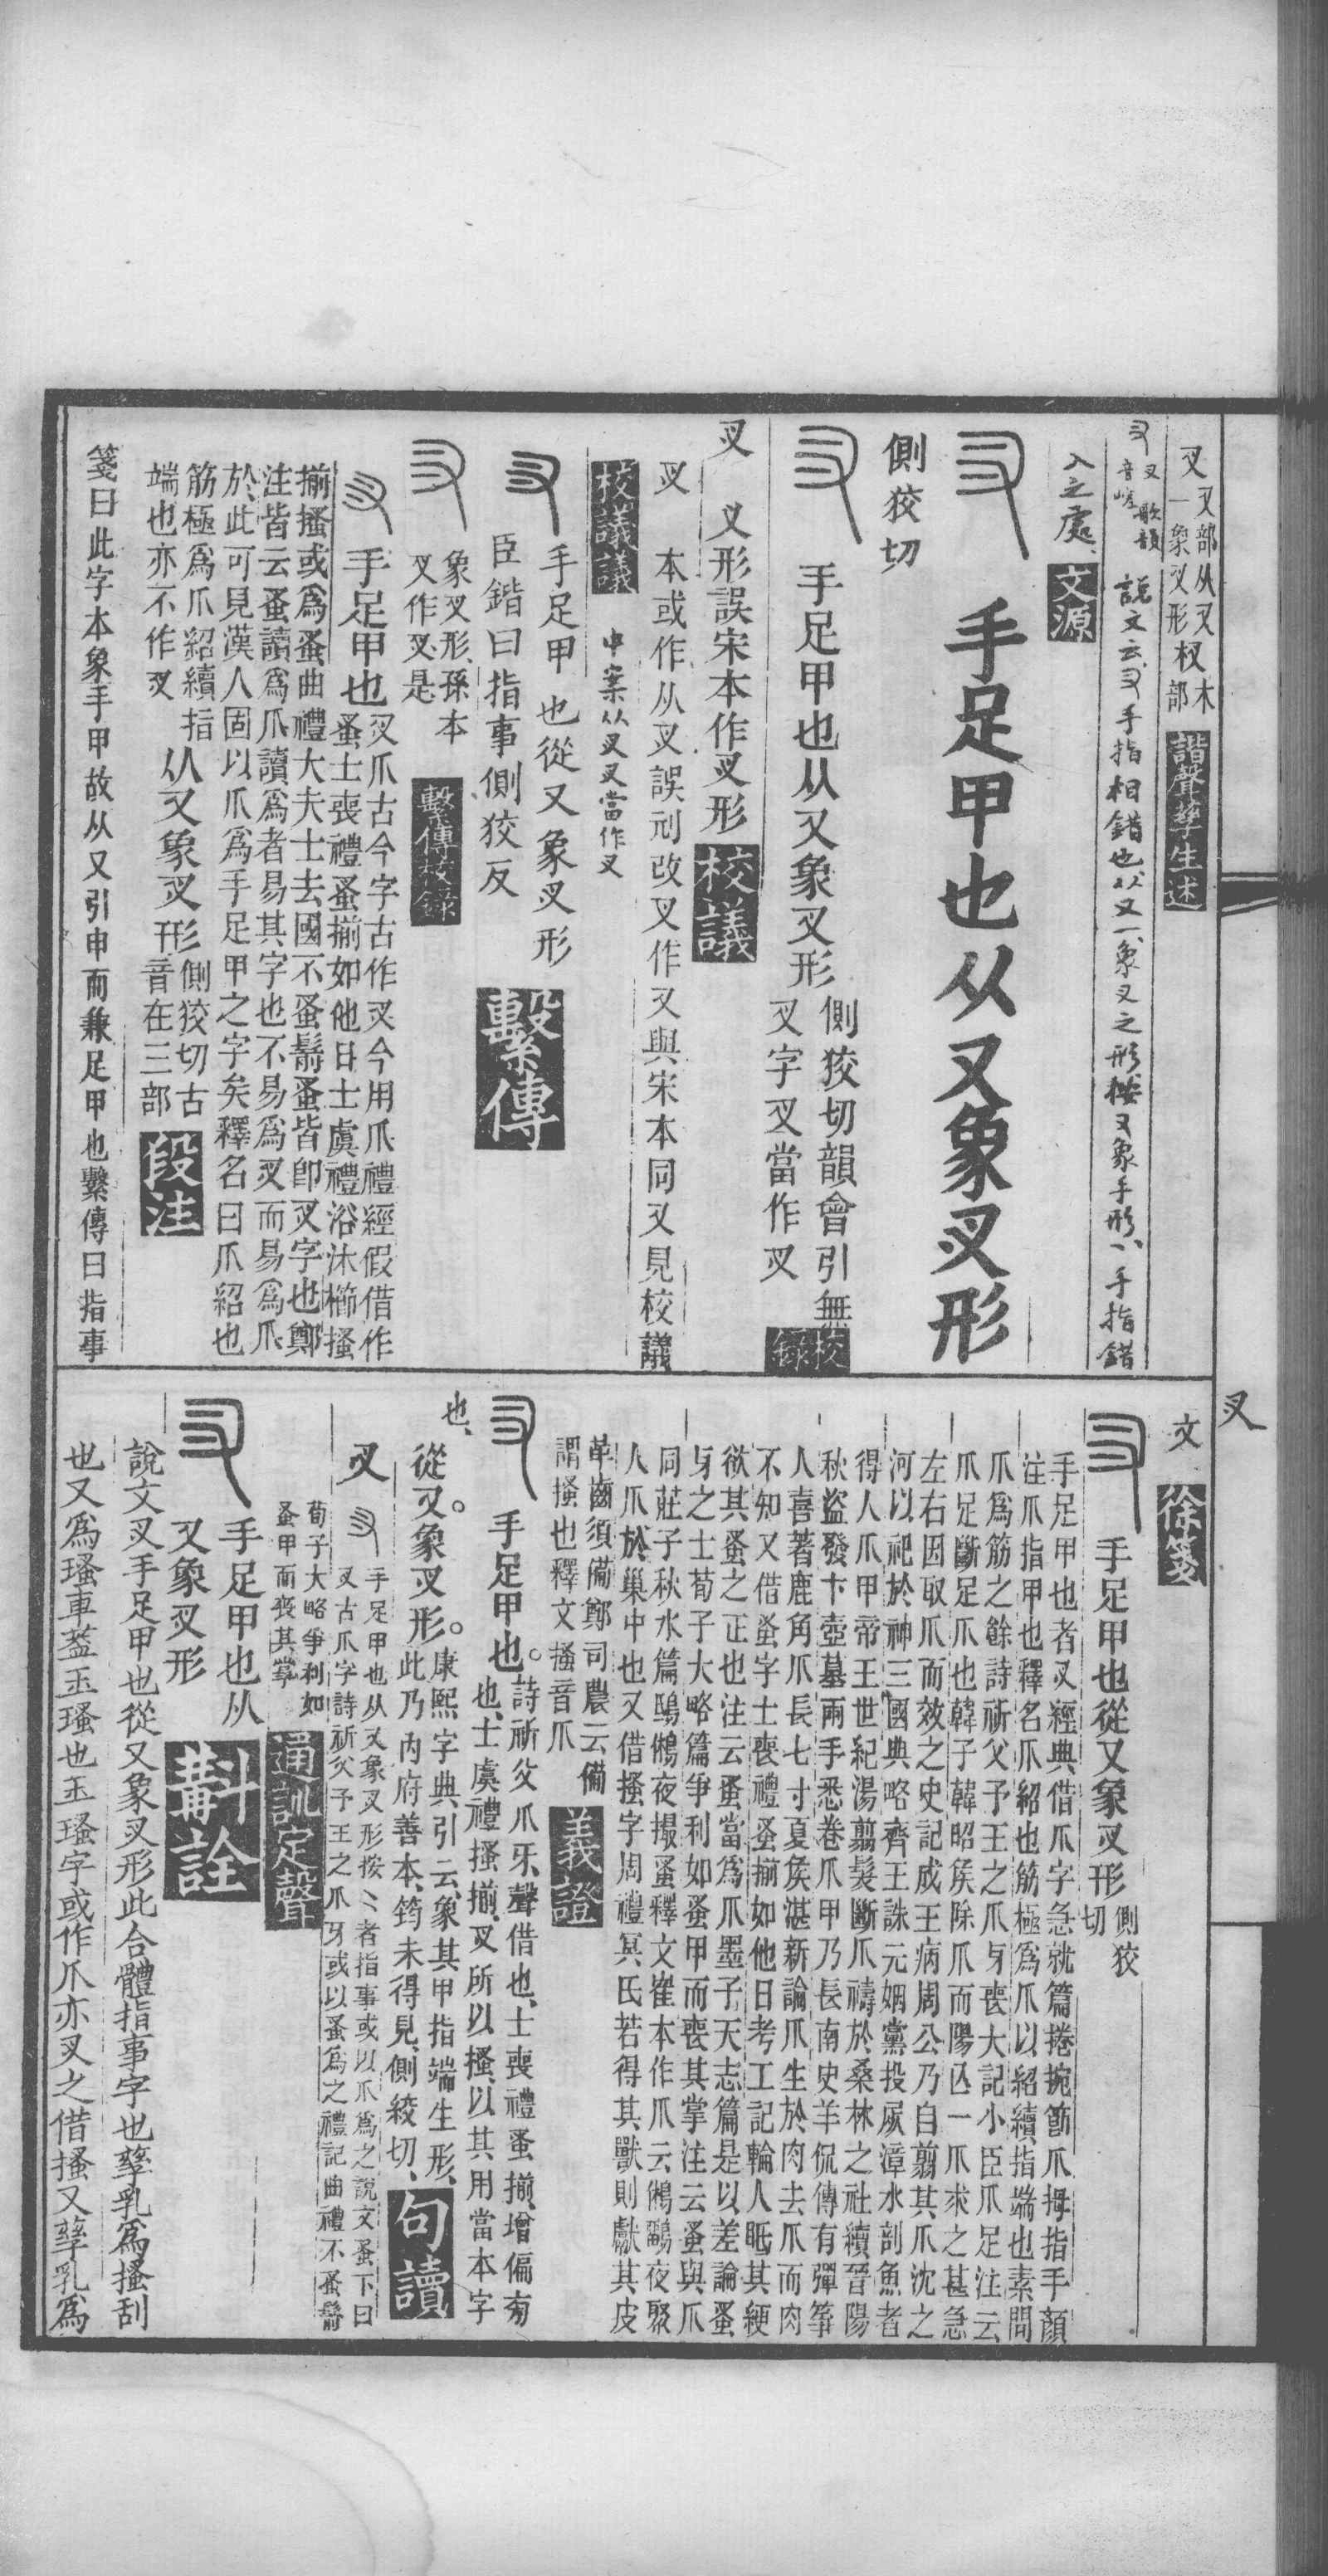 叉 又部从又杈木
一象叉形 部
諧聲孳生述
叉 叉 歌韻
音嵯
說文云叉手指相錯也从又一象叉之形按又象手形丶手指錯
入之處
文源
手足甲也从又象叉形
側狡切
手足甲也从又象叉形
側狡切韻會引無
叉字叉當作叉
校錄
叉 叉形誤宋本作叉形
校議
叉 本或作从叉誤刓改叉作又與宋本同又見校議
校議議
中案从叉叉當作叉
手足甲也從又象叉形
臣鍇曰指事側狡反
繫傳
象叉形孫本
叉作叉是
繫傳校錄
手足甲也
叉爪古今字古作叉今用爪禮經假借作
蚤士喪禮蚤揃如他日士虞禮浴沐櫛搔
揃搔或爲蚤曲禮大夫士去國不蚤鬋蚤皆卽叉字也鄭
注皆云蚤讀爲爪讀爲者易其字也不易爲叉而易爲爪
於此可見漢人固以爪爲手足甲之字矣釋名曰爪紹也
筋極爲爪紹續指
端也亦不作叉
从又象叉形
側狡切古
音在三部
段注
箋曰此字本象手甲故从又引申而兼足甲也繫傳曰指事
叉
文
徐箋
手足甲也從又象叉形
側狡
切
手足甲也者叉經典借爪字急就篇捲捥節爪拇指手顏
注爪指甲也釋名爪紹也筋極爲爪以紹續指端也素問
爪爲筋之餘詩祈父予王之爪牙喪大記小臣爪足注云
爪足斷足爪也韓子韓昭侯除爪而陽亡一爪求之甚急
左右因取爪而效之史記成王病周公乃自翦其爪沈之
河以祀於神三國典略齊王誅元姻黨投屍漳水剖魚者
得人爪甲帝王世紀湯翦髮斷爪禱於桑林之社續晉陽
秋盜發卞壺墓兩手悉卷爪甲乃長南史羊侃傳有彈箏
人喜著鹿角爪長七寸夏侯湛新論爪生於肉去爪而肉
不知又借蚤字士喪禮蚤揃如他日考工記輪人眡其綆
欲其蚤之正也注云蚤當爲爪墨子天志篇是以差論蚤
牙之士荀子大略篇爭利如蚤甲而喪其掌注云蚤與爪
同莊子秋水篇鴟鵂夜撮蚤釋文崔本作爪云鵂鶹夜聚
人爪於巢中也又借搔字周禮冥氏若得其獸則獻其皮
革齒須備鄭司農云備
謂搔也釋文搔音爪
義證
手足甲也。
詩祈父爪牙聲借也士喪禮蚤揃增偏旁
也士虞禮搔揃叉所以搔以其用當本字
也、
從又。象叉形。
康熙字典引云象其甲指端生形
此乃內府善本筠未得見側絞切、
句讀
叉
手足甲也从又象叉形按丷者指事或以爪爲之說文蚤下曰
叉古爪字詩祈父予王之爪牙或以蚤爲之禮記曲禮不蚤鬋
荀子大略爭利如
蚤甲而喪其掌
通訓定聲
手足甲也从
又象叉形
斠詮
說文叉手足甲也從又象叉形此合體指事字也孳乳爲搔刮
也又爲瑵車蓋玉瑵也玉瑵字或作爪亦叉之借搔又孳乳爲